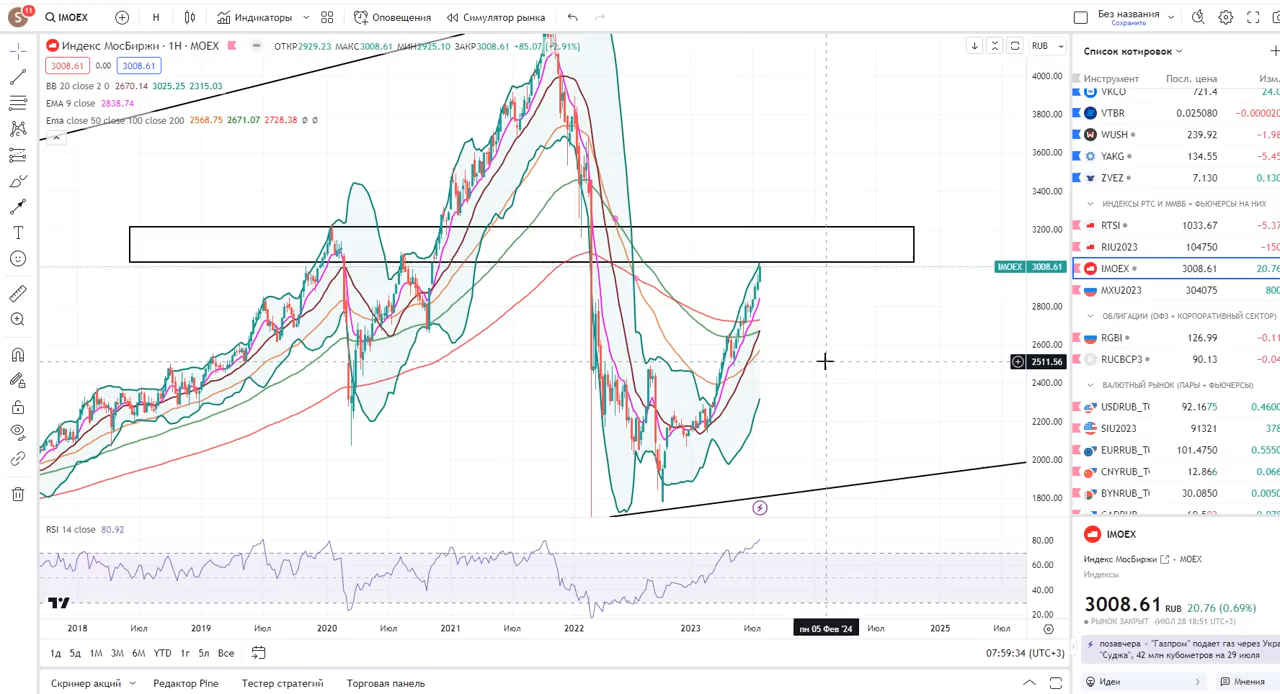 S 11 IMOEX Н Индикаторы Оповещения Симулятор рынка Без названия
Сохранить
Индекс МосБиржи · 1Н · MOEX ОТКР2929.23 МАКС3008.61 МИН2925.10 ЗАКР3008.61 +85.07 (+2.91%) RUB
3008.61 0.00 3008.61
BB 20 close 2 0 2670.14 3025.25 2315.03
EMA 9 close 2838.74
Ema close 50 close 100 close 200 2568.75 2671.07 2728.38 ∅ ∅
4000.00
3800.00
3600.00
3400.00
3200.00
IMOEX 3008.61
2800.00
2600.00
2511.56
2400.00
2200.00
2000.00
1800.00
RSI 14 close 80.92
80.00
60.00
40.00
20.00
2018 Июл 2019 Июл 2020 Июл 2021 Июл 2022 2023 Июл пн 05 Фев '24 Июл 2025 Июл
1д 5д 1М 3М 6М YTD 1г 5л Все 07:59:34 (UTC+3)
Скринер акций Редактор Pine Тестер стратегий Торговая панель
Список котировок
Инструмент Посл. цена Изм.
VKCO 721.4 24.0
VTBR 0.025080 -0.000002
WUSH 239.92 -1.98
YAKG 134.55 -5.45
ZVEZ 7.130 0.130
ИНДЕКСЫ РТС И ММВБ + ФЬЮЧЕРСЫ НА НИХ
RTSI 1033.67 -5.37
RIU2023 104750 -150
IMOEX 3008.61 20.76
MXU2023 304075 800
ОБЛИГАЦИИ (ОФЗ + КОРПОРАТИВНЫЙ СЕКТОР)
RGBI 126.99 -0.11
RUCBCP3 90.13 -0.04
ВАЛЮТНЫЙ РЫНОК (ПАРЫ + ФЬЮЧЕРСЫ)
USDRUB_T 92.1675 0.4600
SIU2023 91321 378
EURRUB_T 101.4750 0.5550
CNYRUB_T 12.866 0.066
BYNRUB_T 30.0850 0.005
IMOEX
Индекс МосБиржи · MOEX
Индексы
3008.61 RUB 20.76 (0.69%)
РЫНОК ЗАКРЫТ (ИЮЛ 28 18:51 UTC+3)
позавчера · "Газпром" подает газ через Укра
"Суджа", 42 млн кубометров на 29 июля
Идеи Мнения